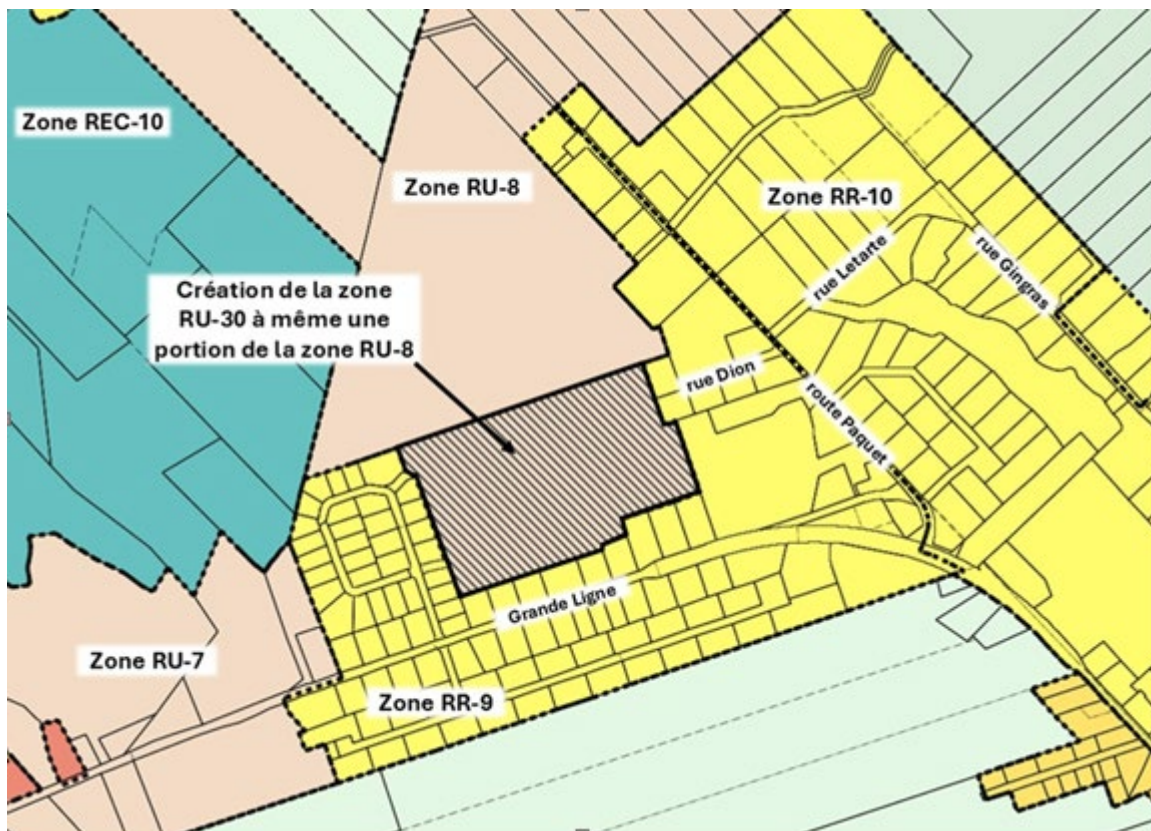 Zone REC-10
Zone RU-8
Zone RR-10
rue Letarte
rue Gingras
Création de la zone
RU-30 à même une
portion de la zone RU-8
rue Dion
route Paquet
Grande Ligne
Zone RU-7
Zone RR-9